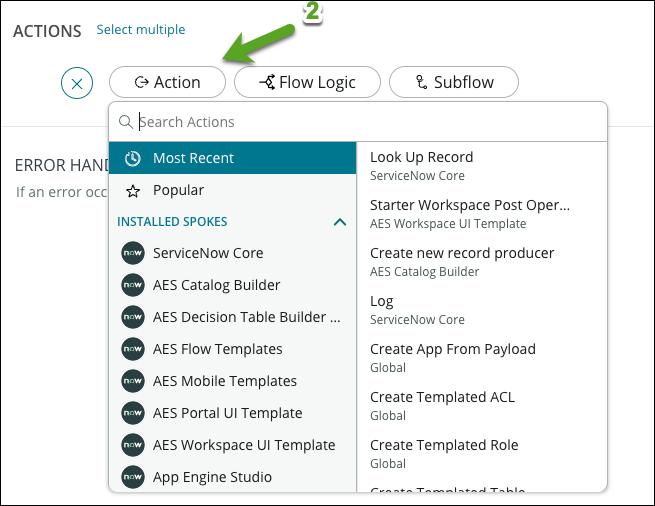 2
ACTIONS Select multiple
Action Flow Logic Subflow
Search Actions
ERROR HAND
If an error occ
Most Recent
Popular
INSTALLED SPOKES
now ServiceNow Core
now AES Catalog Builder
now AES Decision Table Builder ...
now AES Flow Templates
now AES Mobile Templates
now AES Portal UI Template
now AES Workspace UI Template
now App Engine Studio
Look Up Record
ServiceNow Core
Starter Workspace Post Oper...
AES Workspace UI Template
Create new record producer
AES Catalog Builder
Log
ServiceNow Core
Create App From Payload
Global
Create Templated ACL
Global
Create Templated Role
Global
Create Templated Table